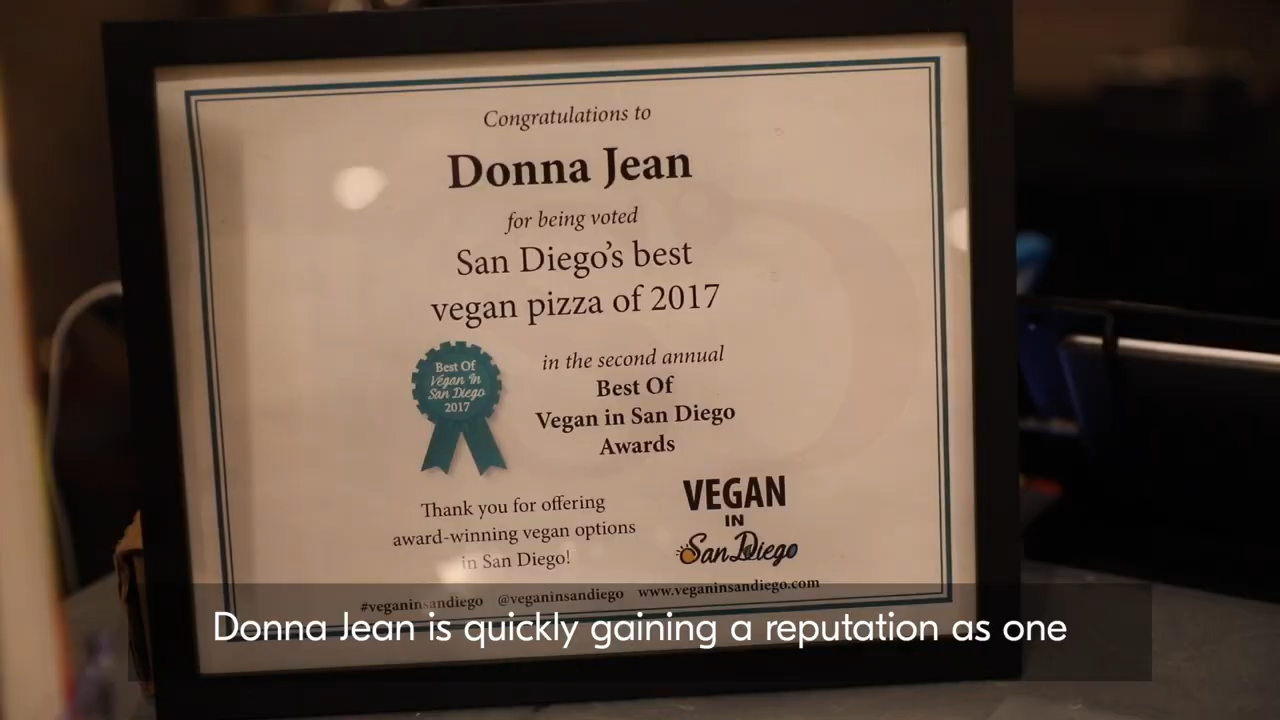 Congratulations to
Donna Jean
for being voted
San Diego's best
vegan pizza of 2017
Best Of
Vegan in
San Diego
2017
in the second annual
Best Of
Vegan in San Diego
Awards
Thank you for offering
award-winning vegan options
in San Diego!
VEGAN
IN
San Diego
#veganinsandiego @veganinsandiego www.veganinsandiego.com
Donna Jean is quickly gaining a reputation as one